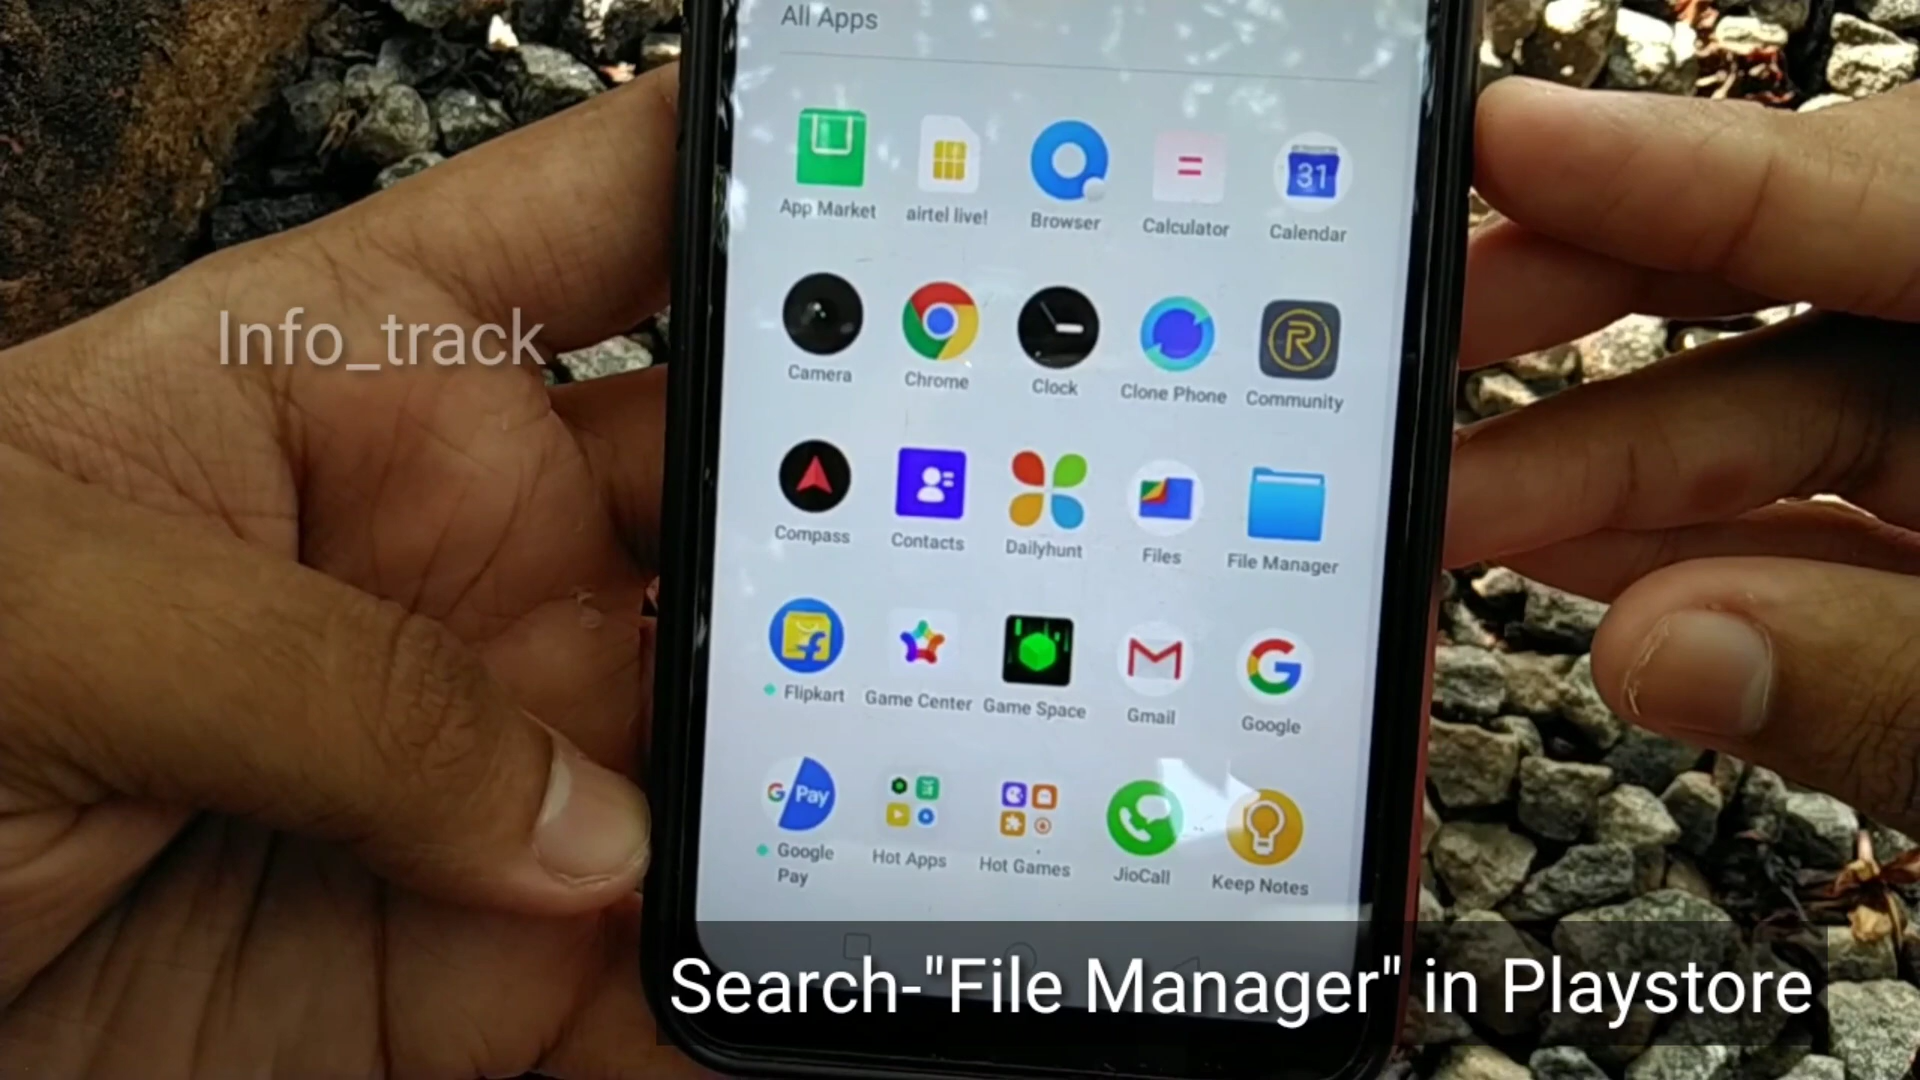 All Apps
App Market
airtel live!
Browser
Calculator
=
31
Calendar
Camera
Chrome
Clock
Clone Phone
R
Community
Info_track
Compass
Contacts
Dailyhunt
Files
File Manager
f
Flipkart
Game Center
Game Space
M
Gmail
G
Google
G Pay
Google
Pay
Hot Apps
Hot Games
JioCall
Keep Notes
Search-"File Manager" in Playstore